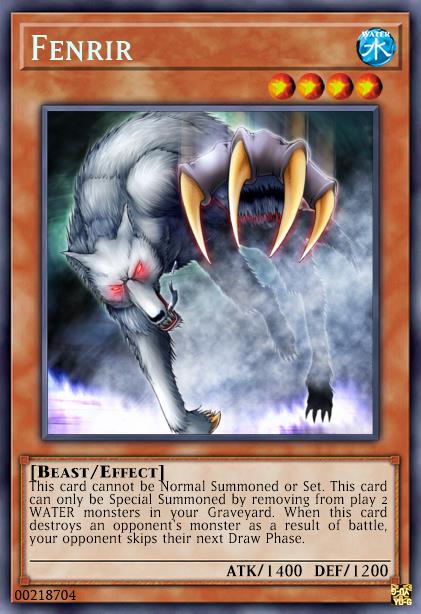 Fenrir
WATER
水
[Beast/Effect]
This card cannot be Normal Summoned or Set. This card
can only be Special Summoned by removing from play 2
WATER monsters in your Graveyard. When this card
destroys an opponent's monster as a result of battle,
your opponent skips their next Draw Phase.
ATK/1400 DEF/1200
00218704